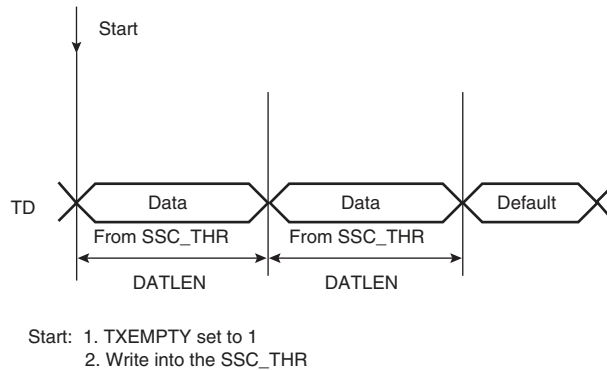 Start
TD
Data
Data
Default
From SSC_THR
From SSC_THR
DATLEN
DATLEN
Start: 1. TXEMPTY set to 1
2. Write into the SSC_THR